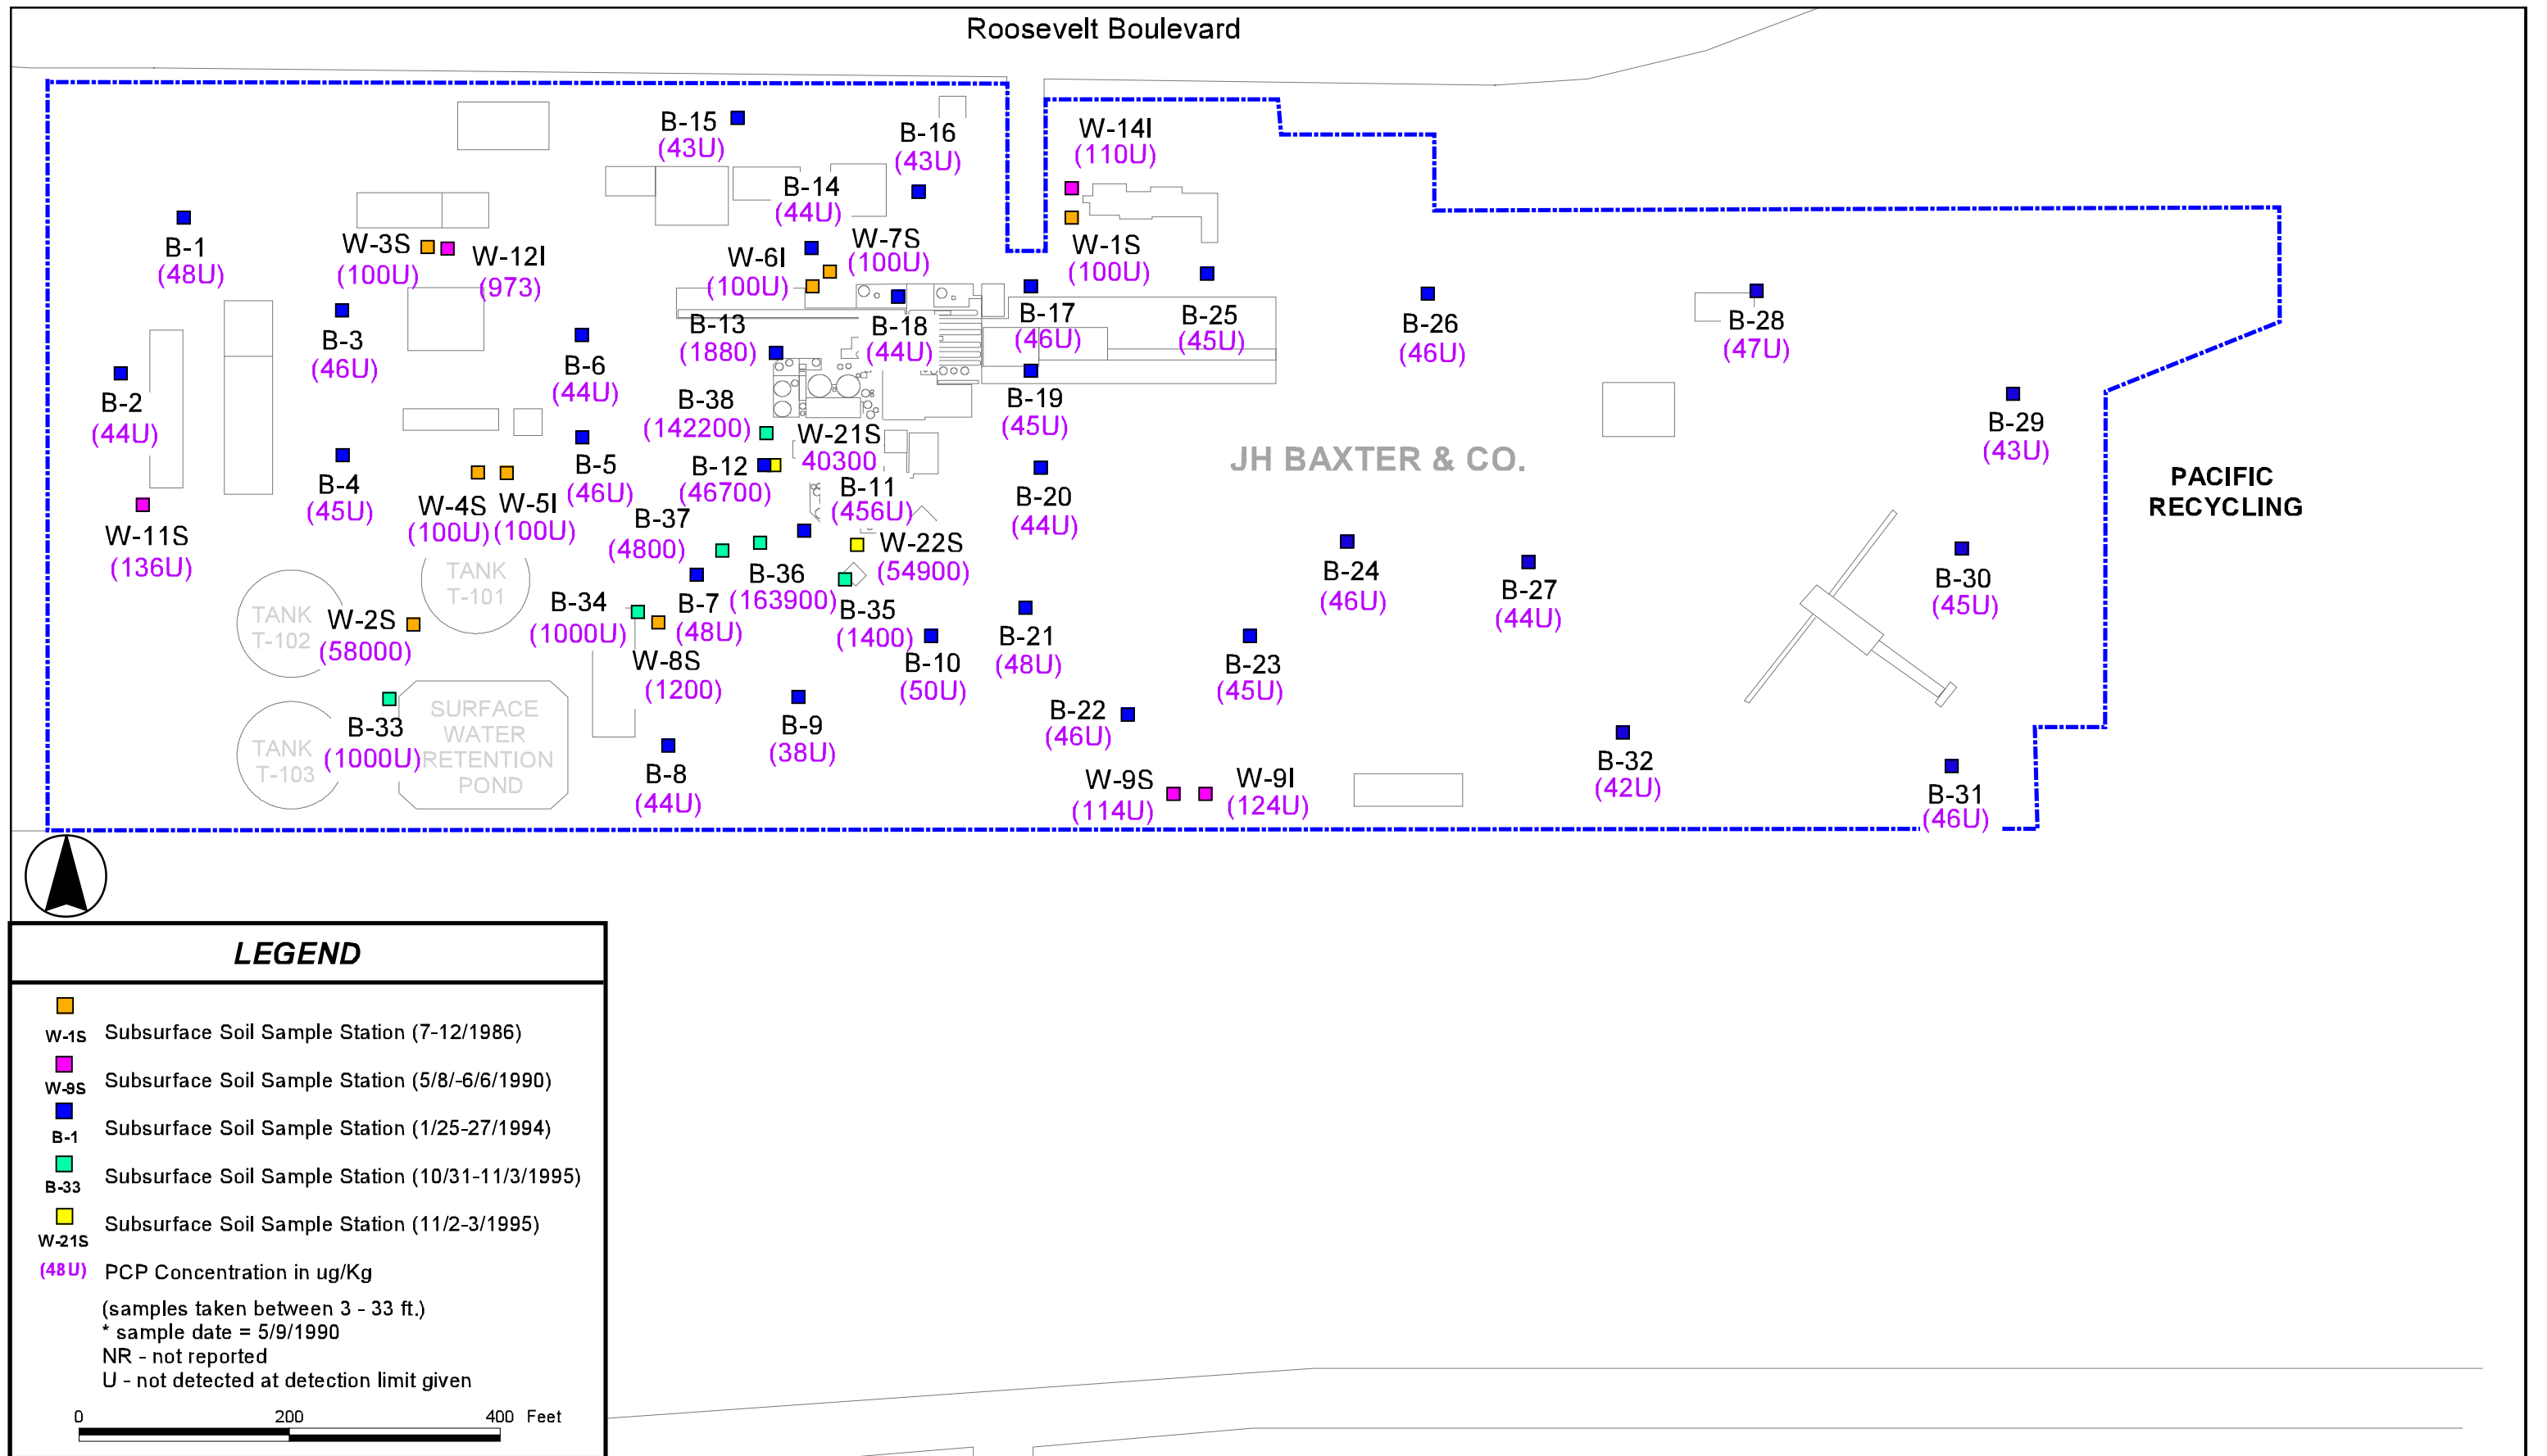 Roosevelt Boulevard
B-15
(43U)
B-16
(43U)
W-14I
(110U)
B-14
(44U)
B-1
(48U)
W-3S
(100U)
W-12I
(973)
W-6I
(100U)
W-7S
(100U)
W-1S
(100U)
B-3
(46U)
B-6
(44U)
B-13
(1880)
B-18
(44U)
B-17
(46U)
B-25
(45U)
B-26
(46U)
B-28
(47U)
B-2
(44U)
B-38
(142200)
B-19
(45U)
B-29
(43U)
W-21S
40300
JH BAXTER & CO.
B-4
(45U)
B-5
(46U)
B-12
(46700)
B-11
(456U)
B-20
(44U)
PACIFIC
RECYCLING
W-4S
(100U)
W-5I
(100U)
W-11S
(136U)
B-37
(4800)
W-22S
(54900)
TANK
T-101
B-36
(163900)
B-24
(46U)
B-27
(44U)
B-30
(45U)
TANK
T-102
W-2S
(58000)
B-34
(1000U)
B-7
(48U)
B-35
(1400)
B-21
(48U)
B-10
(50U)
B-23
(45U)
W-8S
(1200)
B-33
(1000U)
SURFACE
WATER
RETENTION
POND
TANK
T-103
B-9
(38U)
B-22
(46U)
B-8
(44U)
W-9S
(114U)
W-9I
(124U)
B-32
(42U)
B-31
(46U)
LEGEND
W-1S Subsurface Soil Sample Station (7-12/1986)
W-9S Subsurface Soil Sample Station (5/8/-6/6/1990)
B-1 Subsurface Soil Sample Station (1/25-27/1994)
B-33 Subsurface Soil Sample Station (10/31-11/3/1995)
W-21S Subsurface Soil Sample Station (11/2-3/1995)
(48U) PCP Concentration in ug/Kg
(samples taken between 3 - 33 ft.)
* sample date = 5/9/1990
NR - not reported
U - not detected at detection limit given
0 200 400 Feet